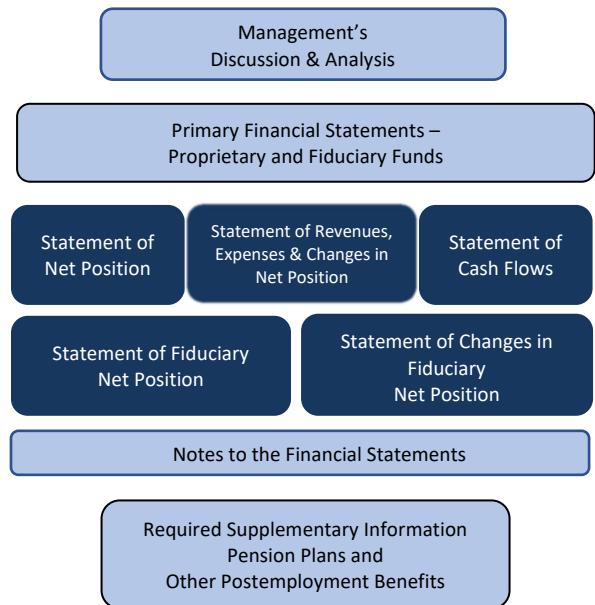 Management’s
Discussion & Analysis
Primary Financial Statements –
Proprietary and Fiduciary Funds
Statement of
Net Position
Statement of Revenues,
Expenses & Changes in
Net Position
Statement of
Cash Flows
Statement of Fiduciary
Net Position
Statement of Changes in
Fiduciary
Net Position
Notes to the Financial Statements
Required Supplementary Information
Pension Plans and
Other Postemployment Benefits